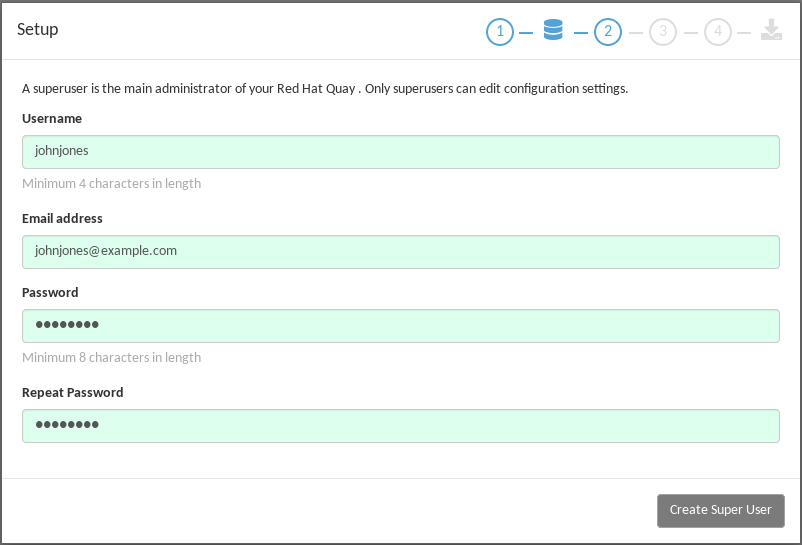 Setup
1 2 3 4
A superuser is the main administrator of your Red Hat Quay . Only superusers can edit configuration settings.
Username
johnjones
Minimum 4 characters in length
Email address
johnjones@example.com
Password
●●●●●●●●
Minimum 8 characters in length
Repeat Password
●●●●●●●●
Create Super User